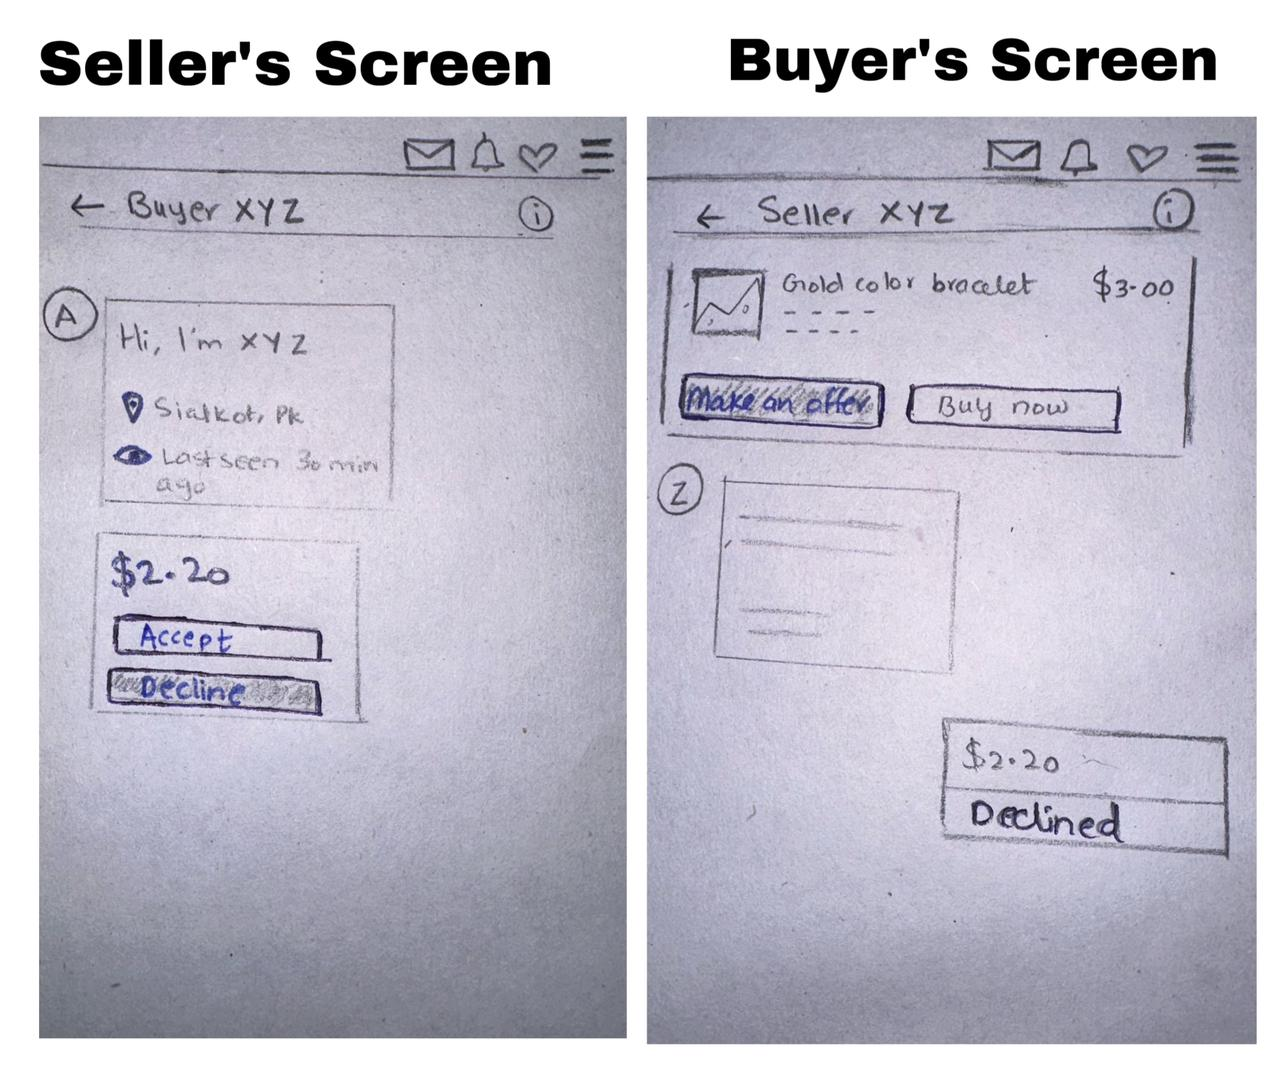 Seller's Screen
← Buyer XYZ
i
A
Hi, I'm XYZ
Sialkot, Pk
Last seen 30 min
ago
$2.20
Accept
Decline
Buyer's Screen
← Seller XYZ
i
Gold color bracelet $3.00
Make an offer Buy now
Z
$2.20
Declined